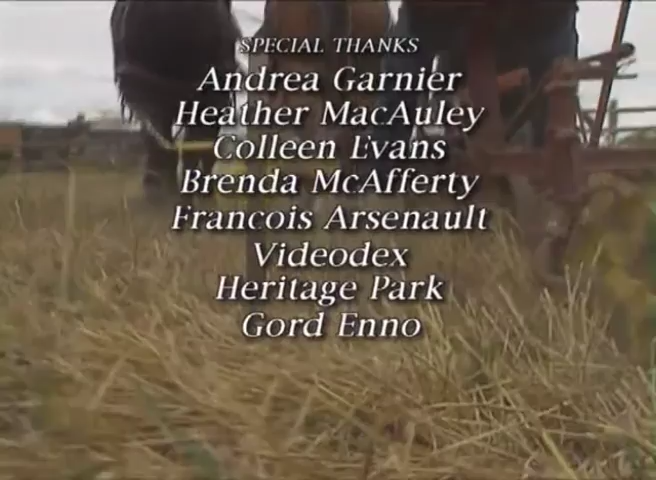 SPECIAL THANKS
Andrea Garnier
Heather MacAuley
Colleen Evans
Brenda McAfferty
Francois Arsenault
Videodex
Heritage Park
Gord Enno